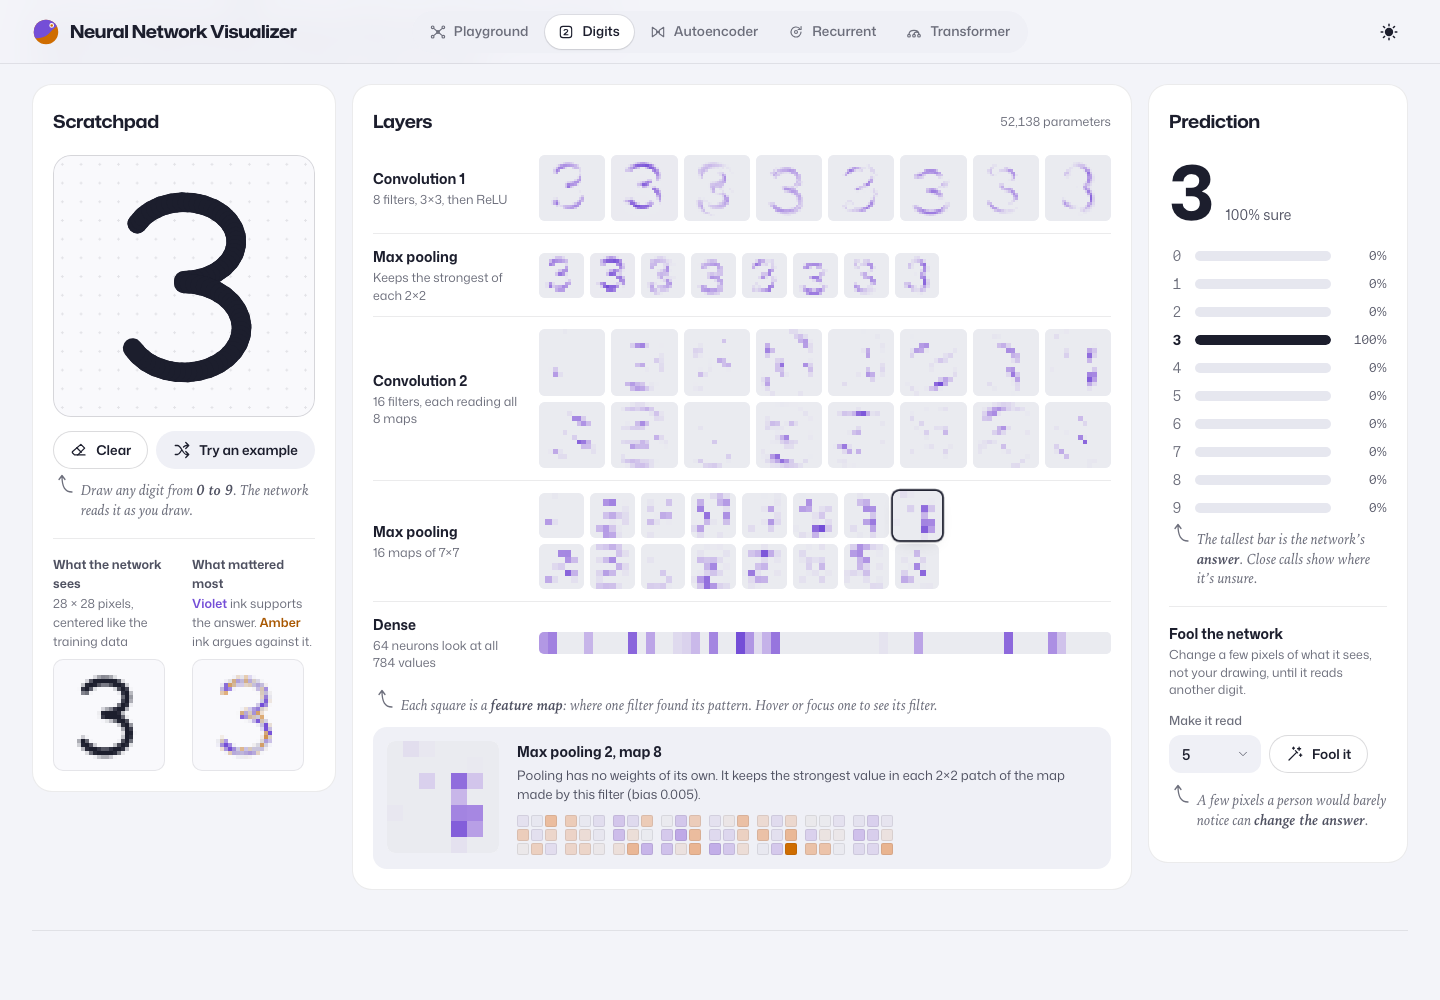 Neural Network Visualizer
Playground
Digits
Autoencoder
Recurrent
Transformer
Scratchpad
3
Clear
Try an example
Draw any digit from 0 to 9. The network
reads it as you draw.
What the network
sees
28 × 28 pixels,
centered like the
training data
What mattered
most
Violet ink supports
the answer. Amber
ink argues against it.
Layers
52,138 parameters
Convolution 1
8 filters, 3×3, then ReLU
Max pooling
Keeps the strongest of
each 2×2
Convolution 2
16 filters, each reading all
8 maps
Max pooling
16 maps of 7×7
Dense
64 neurons look at all
784 values
Each square is a feature map: where one filter found its pattern. Hover or focus one to see its filter.
Max pooling 2, map 8
Pooling has no weights of its own. It keeps the strongest value in each 2×2 patch of the map
made by this filter (bias 0.005).
Prediction
3 100% sure
0 0%
1 0%
2 0%
3 100%
4 0%
5 0%
6 0%
7 0%
8 0%
9 0%
The tallest bar is the network's
answer. Close calls show where
it's unsure.
Fool the network
Change a few pixels of what it sees,
not your drawing, until it reads
another digit.
Make it read
5
Fool it
A few pixels a person would barely
notice can change the answer.